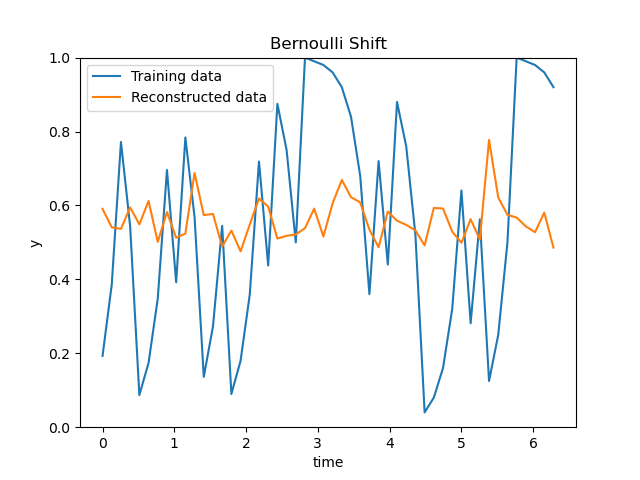 Bernoulli Shift
1.0
Training data
Reconstructed data
0.8
0.6
y
0.4
0.2
0.0
0 1 2 3 4 5 6
time